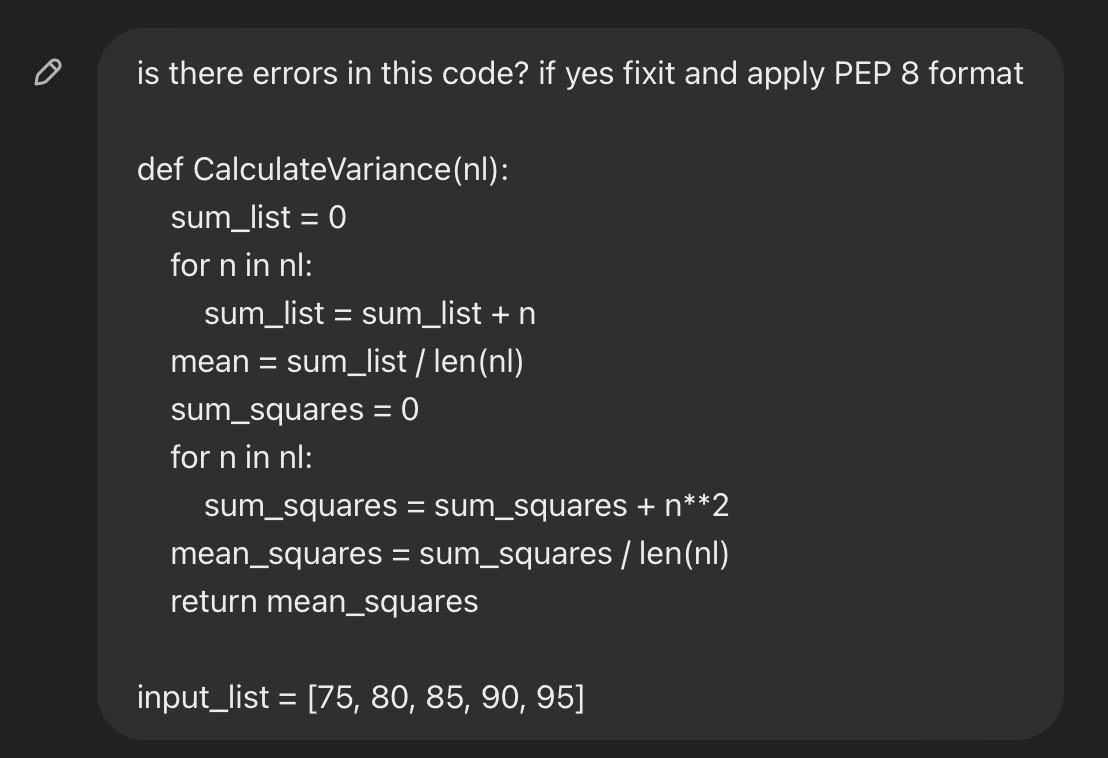 is there errors in this code? if yes fixit and apply PEP 8 format
def CalculateVariance(nl):
sum_list = 0
for n in nl:
sum_list = sum_list + n
mean = sum_list / len(nl)
sum_squares = 0
for n in nl:
sum_squares = sum_squares + n**2
mean_squares = sum_squares / len(nl)
return mean_squares
input_list = [75, 80, 85, 90, 95]